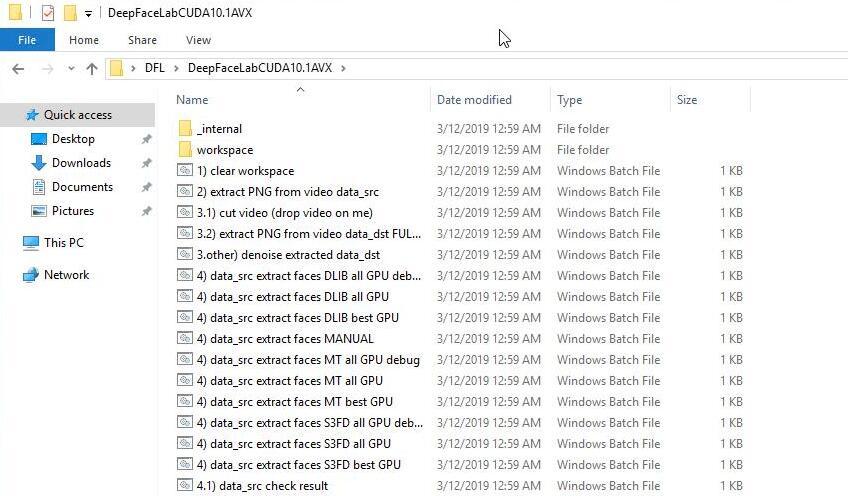 DeepFaceLabCUDA10.1AVX
File Home Share View
DFL DeepFaceLabCUDA10.1AVX
Name Date modified Type Size
Quick access
Desktop
Downloads
Documents
Pictures
This PC
Network
_internal 3/12/2019 12:59 AM File folder
workspace 3/12/2019 12:59 AM File folder
1) clear workspace 3/12/2019 12:59 AM Windows Batch File 1 KB
2) extract PNG from video data_src 3/12/2019 12:59 AM Windows Batch File 1 KB
3.1) cut video (drop video on me) 3/12/2019 12:59 AM Windows Batch File 1 KB
3.2) extract PNG from video data_dst FUL... 3/12/2019 12:59 AM Windows Batch File 1 KB
3.other) denoise extracted data_dst 3/12/2019 12:59 AM Windows Batch File 1 KB
4) data_src extract faces DLIB all GPU deb... 3/12/2019 12:59 AM Windows Batch File 1 KB
4) data_src extract faces DLIB all GPU 3/12/2019 12:59 AM Windows Batch File 1 KB
4) data_src extract faces DLIB best GPU 3/12/2019 12:59 AM Windows Batch File 1 KB
4) data_src extract faces MANUAL 3/12/2019 12:59 AM Windows Batch File 1 KB
4) data_src extract faces MT all GPU debug 3/12/2019 12:59 AM Windows Batch File 1 KB
4) data_src extract faces MT all GPU 3/12/2019 12:59 AM Windows Batch File 1 KB
4) data_src extract faces MT best GPU 3/12/2019 12:59 AM Windows Batch File 1 KB
4) data_src extract faces S3FD all GPU deb... 3/12/2019 12:59 AM Windows Batch File 1 KB
4) data_src extract faces S3FD all GPU 3/12/2019 12:59 AM Windows Batch File 1 KB
4) data_src extract faces S3FD best GPU 3/12/2019 12:59 AM Windows Batch File 1 KB
4.1) data_src check result 3/12/2019 12:59 AM Windows Batch File 1 KB